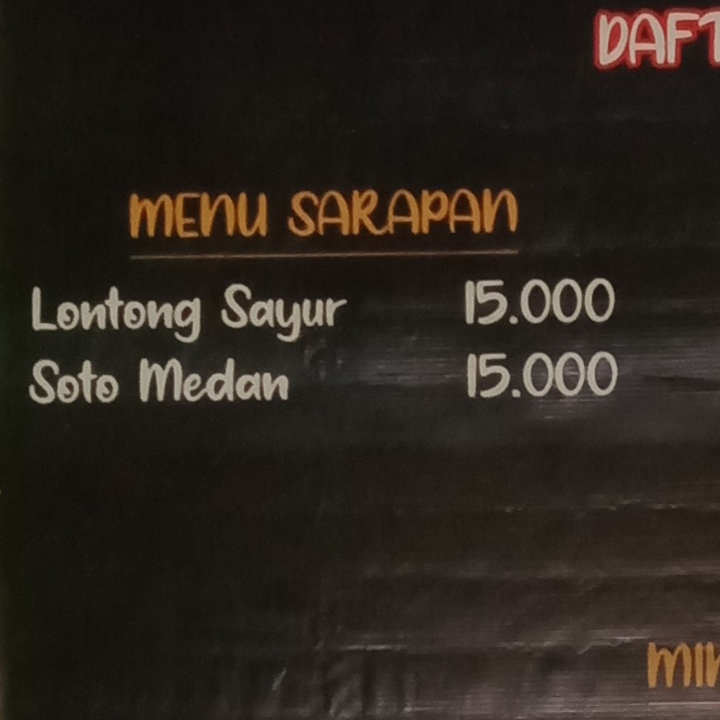 MENU SARAPAN
Lontong Sayur 15.000
Soto Medan 15.000